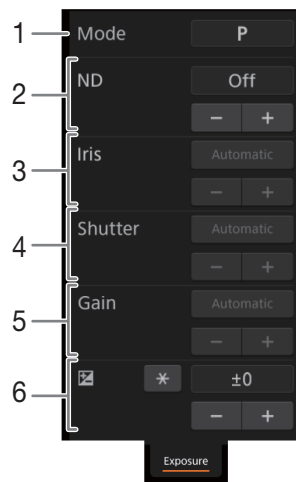 1 Mode P
2 ND Off
− +
3 Iris Automatic
− +
4 Shutter Automatic
− +
5 Gain Automatic
− +
6 ±0
− +
Exposure